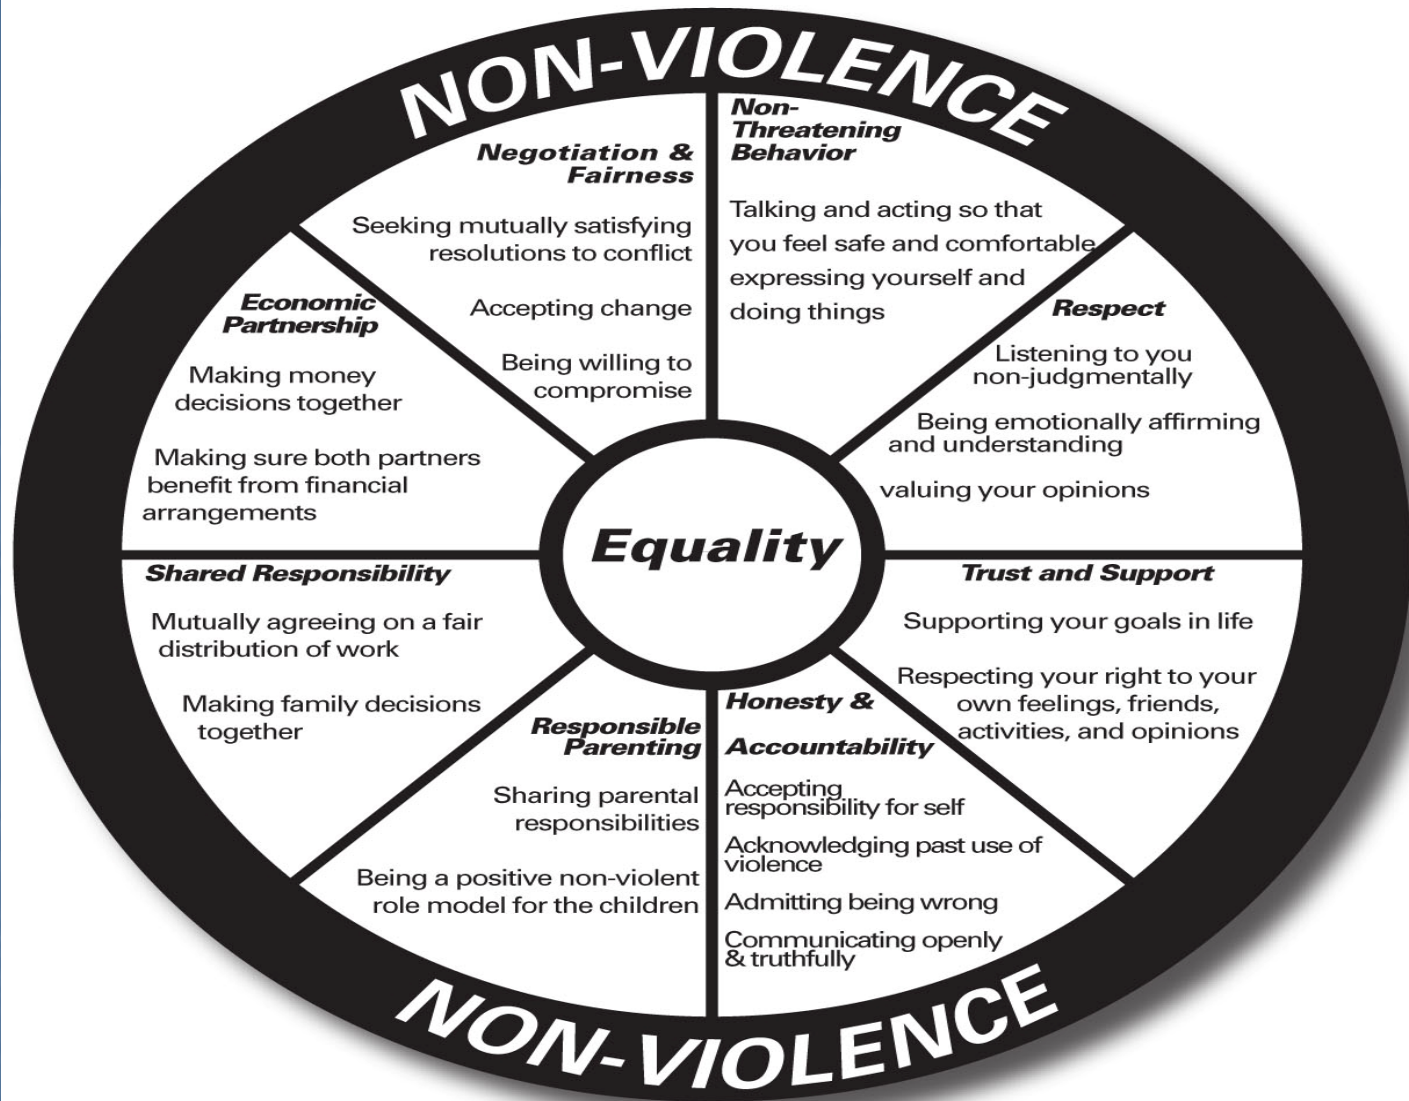 NON-VIOLENCE
Negotiation &
Fairness
Seeking mutually satisfying
resolutions to conflict
Accepting change
Being willing to
compromise
Non-
Threatening
Behavior
Talking and acting so that
you feel safe and comfortable
expressing yourself and
doing things
Economic
Partnership
Making money
decisions together
Making sure both partners
benefit from financial
arrangements
Respect
Listening to you
non-judgmentally
Being emotionally affirming
and understanding
valuing your opinions
Equality
Shared Responsibility
Mutually agreeing on a fair
distribution of work
Making family decisions
together
Trust and Support
Supporting your goals in life
Respecting your right to your
own feelings, friends,
activities, and opinions
Responsible
Parenting
Sharing parental
responsibilities
Being a positive non-violent
role model for the children
Honesty &
Accountability
Accepting
responsibility for self
Acknowledging past use of
violence
Admitting being wrong
Communicating openly
& truthfully
NON-VIOLENCE